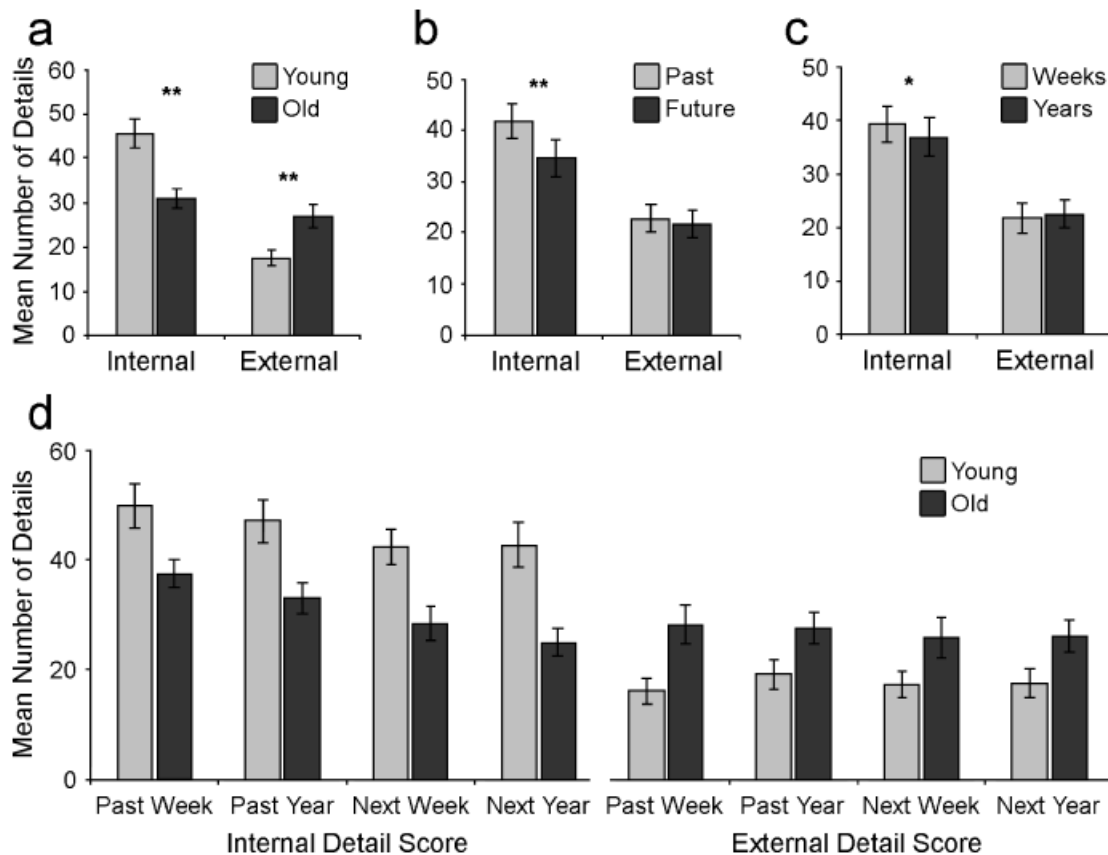 a
60
50
40
30
20
10
0
Mean Number of Details
**
**
Young
Old
Internal External
b
50
40
30
20
10
0
**
Past
Future
Internal External
c
50
40
30
20
10
0
*
Weeks
Years
Internal External
d
60
40
20
0
Mean Number of Details
Young
Old
Past Week Past Year Next Week Next Year Past Week Past Year Next Week Next Year
Internal Detail Score External Detail Score